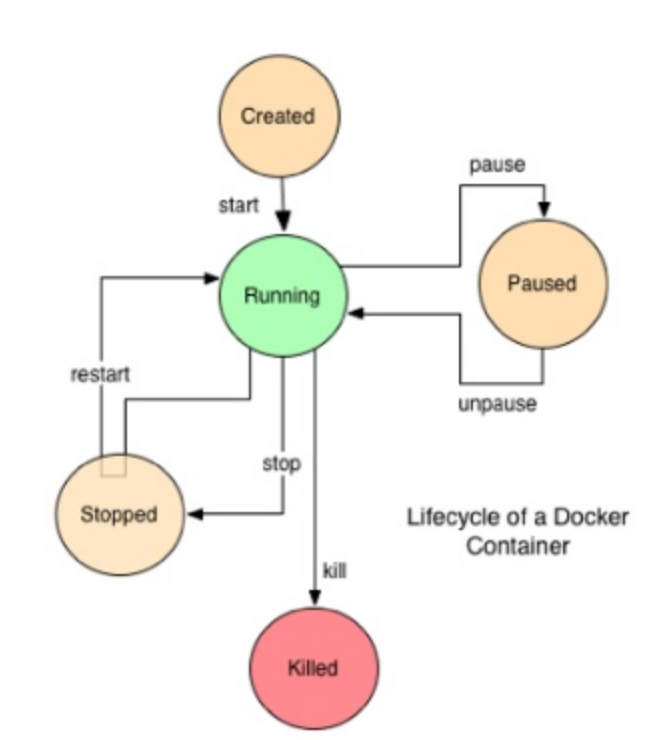 Created
start
pause
Running
Paused
restart
unpause
stop
Stopped
Lifecycle of a Docker
Container
kill
Killed